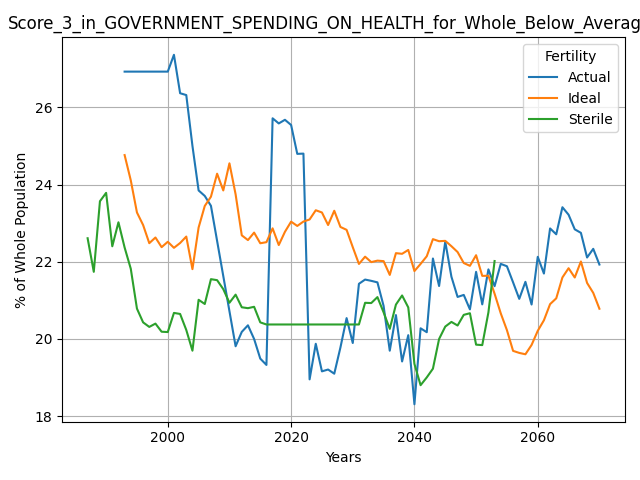 Score_3_in_GOVERNMENT_SPENDING_ON_HEALTH_for_Whole_Below_Averag
Fertility
Actual
Ideal
Sterile
% of Whole Population
26
24
22
20
18
2000 2020 2040 2060
Years